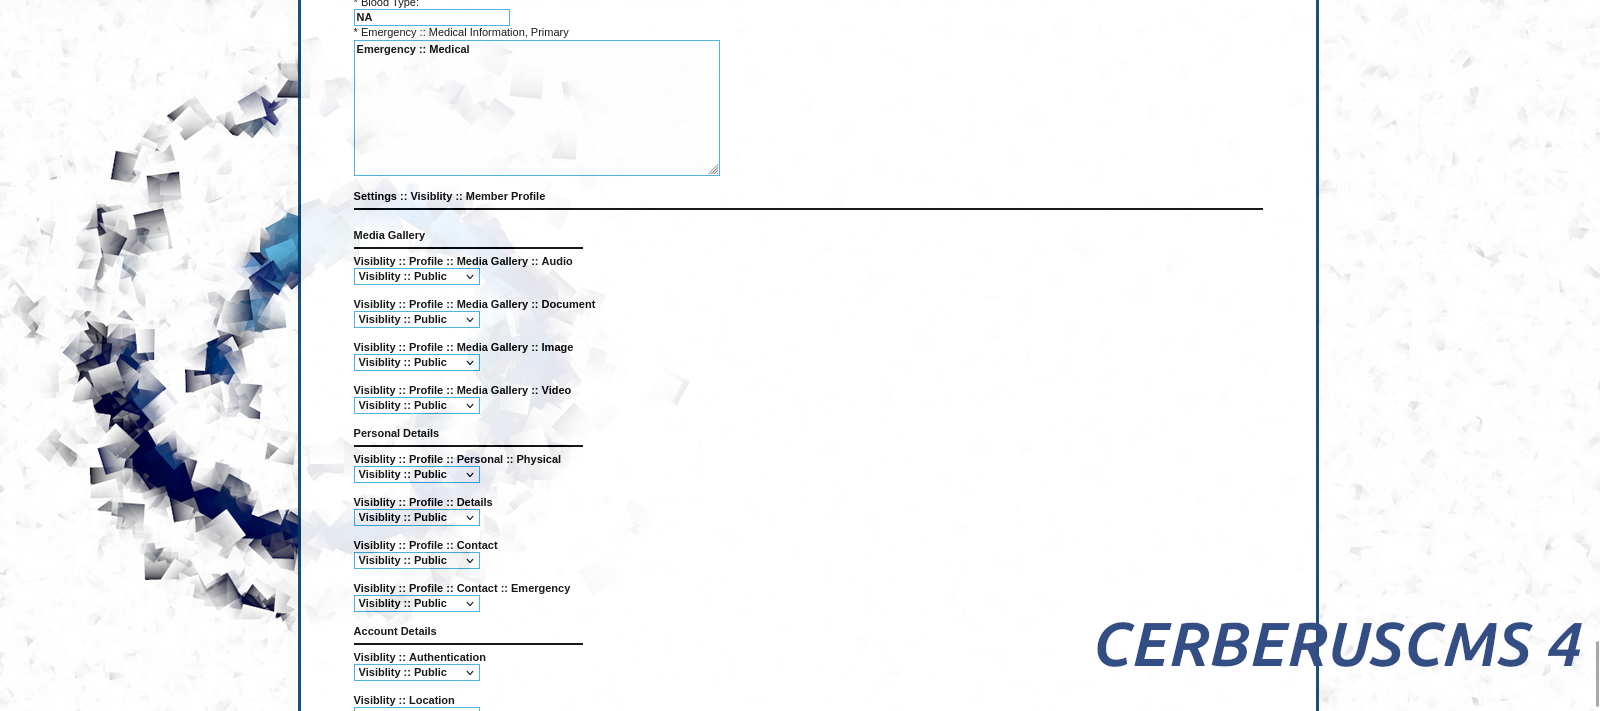 * Blood Type:
NA
* Emergency :: Medical Information, Primary
Emergency :: Medical
Settings :: Visiblity :: Member Profile
Media Gallery
Visiblity :: Profile :: Media Gallery :: Audio
Visiblity :: Public
Visiblity :: Profile :: Media Gallery :: Document
Visiblity :: Public
Visiblity :: Profile :: Media Gallery :: Image
Visiblity :: Public
Visiblity :: Profile :: Media Gallery :: Video
Visiblity :: Public
Personal Details
Visiblity :: Profile :: Personal :: Physical
Visiblity :: Public
Visiblity :: Profile :: Details
Visiblity :: Public
Visiblity :: Profile :: Contact
Visiblity :: Public
Visiblity :: Profile :: Contact :: Emergency
Visiblity :: Public
Account Details
Visiblity :: Authentication
Visiblity :: Public
Visiblity :: Location
CERBERUSCMS 4